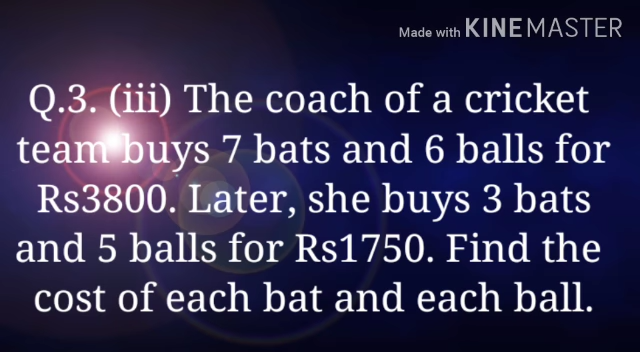 Made with KINEMASTER
Q.3. (iii) The coach of a cricket
team buys 7 bats and 6 balls for
Rs3800. Later, she buys 3 bats
and 5 balls for Rs1750. Find the
cost of each bat and each ball.